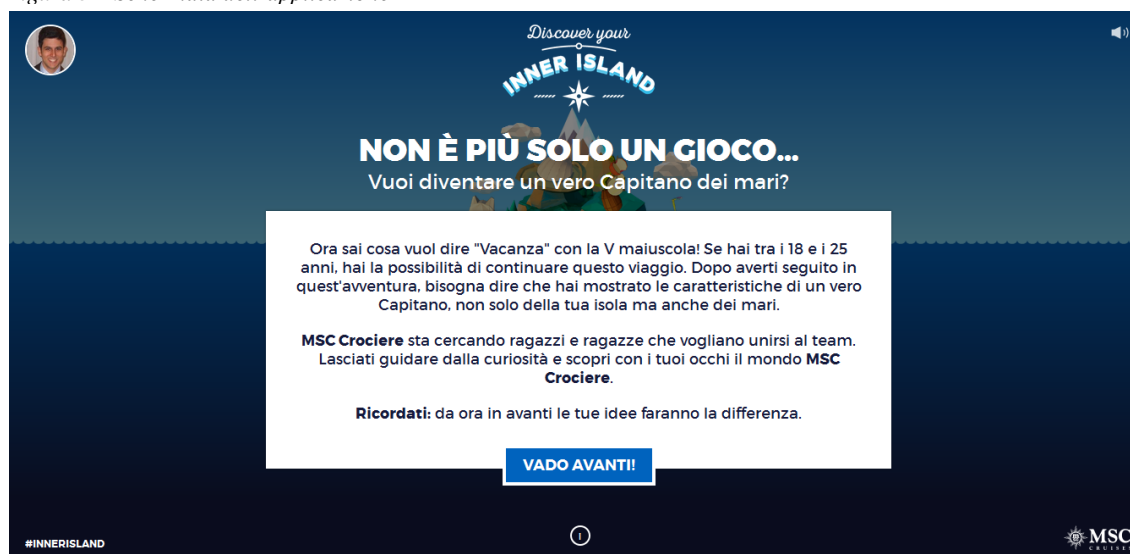 Discover your
INNER ISLAND
NON È PIÙ SOLO UN GIOCO...
Vuoi diventare un vero Capitano dei mari?
Ora sai cosa vuol dire "Vacanza" con la V maiuscola! Se hai tra i 18 e i 25
anni, hai la possibilità di continuare questo viaggio. Dopo averti seguito in
quest'avventura, bisogna dire che hai mostrato le caratteristiche di un vero
Capitano, non solo della tua isola ma anche dei mari.
MSC Crociere sta cercando ragazzi e ragazze che vogliano unirsi al team.
Lasciati guidare dalla curiosità e scopri con i tuoi occhi il mondo MSC
Crociere.
Ricordati: da ora in avanti le tue idee faranno la differenza.
VADO AVANTI!
#INNERISLAND
MSC